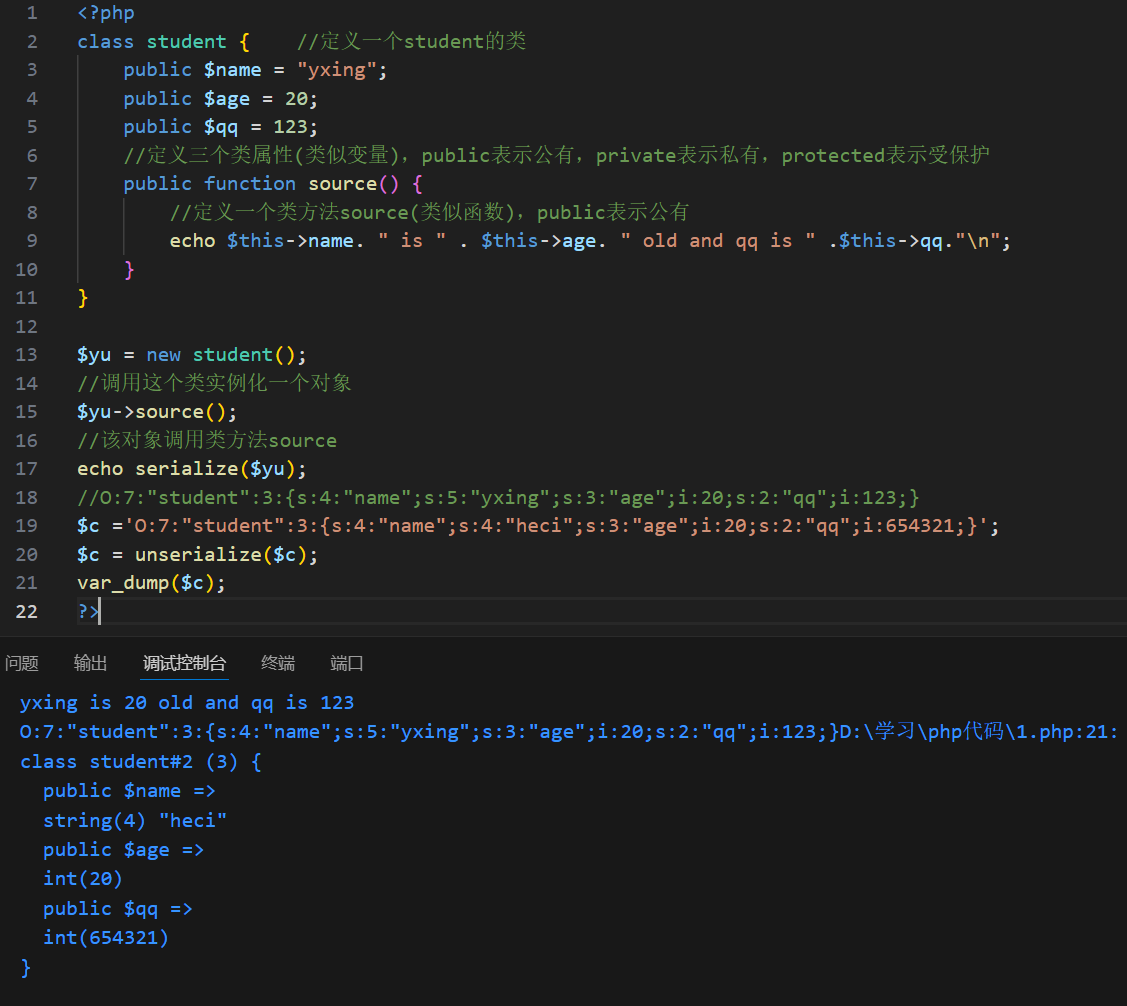 1 <?php
2 class student {    //定义一个student的类
3     public $name = "yxing";
4     public $age = 20;
5     public $qq = 123;
6     //定义三个类属性(类似变量)，public表示公有，private表示私有，protected表示受保护
7     public function source() {
8         //定义一个类方法source(类似函数)，public表示公有
9         echo $this->name. " is " . $this->age. " old and qq is " .$this->qq."\n";
10     }
11 }
12
13 $yu = new student();
14 //调用这个类实例化一个对象
15 $yu->source();
16 //该对象调用类方法source
17 echo serialize($yu);
18 //O:7:"student":3:{s:4:"name";s:5:"yxing";s:3:"age";i:20;s:2:"qq";i:123;}
19 $c ='O:7:"student":3:{s:4:"name";s:4:"heci";s:3:"age";i:20;s:2:"qq";i:654321;}';
20 $c = unserialize($c);
21 var_dump($c);
22 ?>
问题 输出 调试控制台 终端 端口
yxing is 20 old and qq is 123
O:7:"student":3:{s:4:"name";s:5:"yxing";s:3:"age";i:20;s:2:"qq";i:123;}D:\学习\php代码\1.php:21:
class student#2 (3) {
  public $name =>
  string(4) "heci"
  public $age =>
  int(20)
  public $qq =>
  int(654321)
}